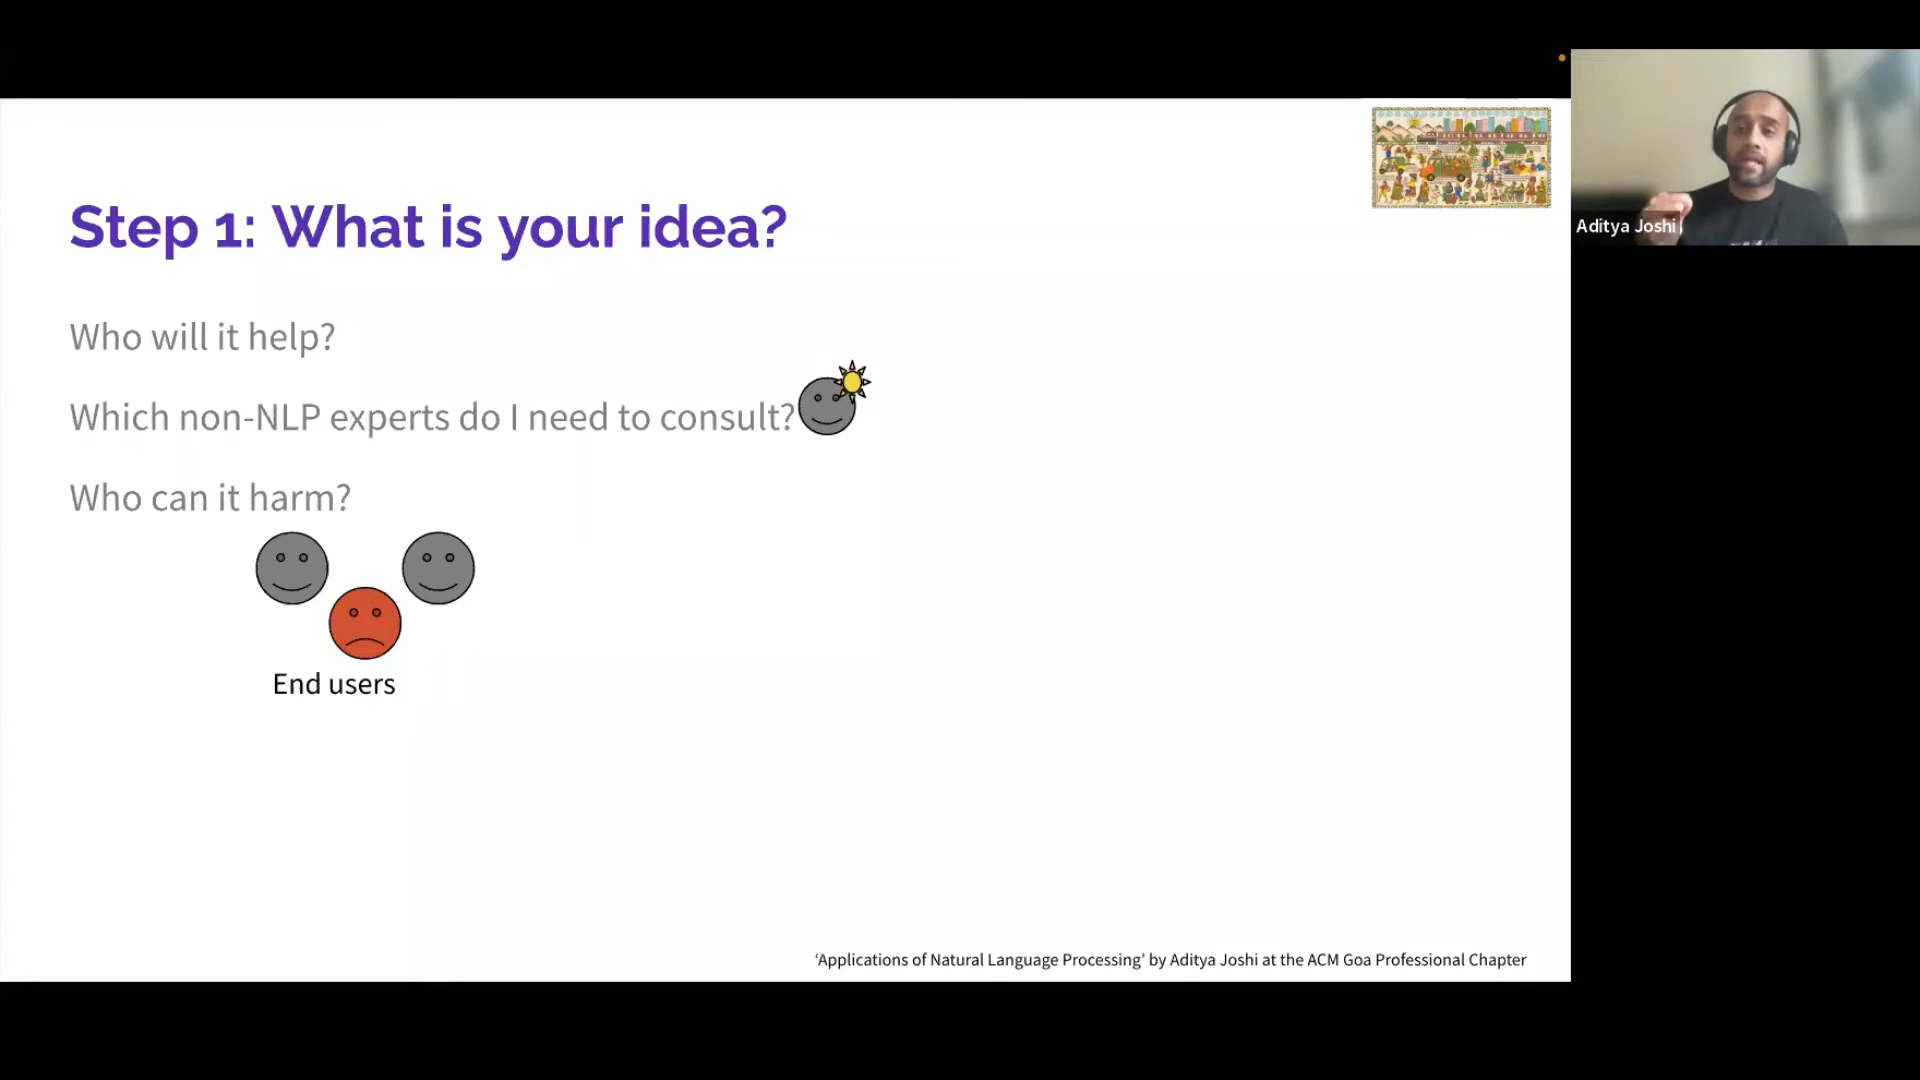 Step 1: What is your idea?
Who will it help?
Which non-NLP experts do I need to consult?
Who can it harm?
End users
‘Applications of Natural Language Processing’ by Aditya Joshi at the ACM Goa Professional Chapter
Aditya Joshi